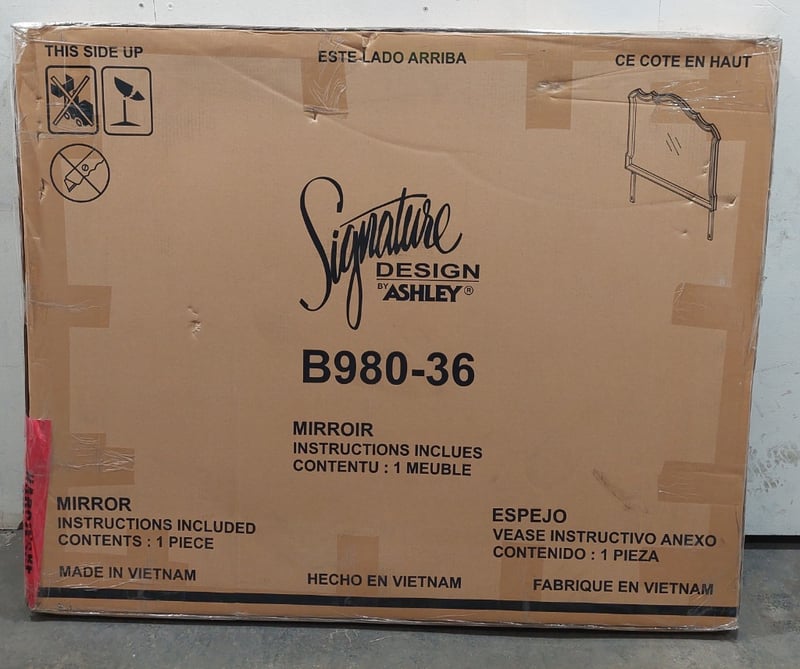 THIS SIDE UP
ESTE LADO ARRIBA
CE COTE EN HAUT
Signature
DESIGN
BY ASHLEY®
B980-36
MIRROIR
INSTRUCTIONS INCLUES
CONTENTU : 1 MEUBLE
MIRROR
INSTRUCTIONS INCLUDED
CONTENTS : 1 PIECE
ESPEJO
VEASE INSTRUCTIVO ANEXO
CONTENIDO : 1 PIEZA
MADE IN VIETNAM
HECHO EN VIETNAM
FABRIQUE EN VIETNAM